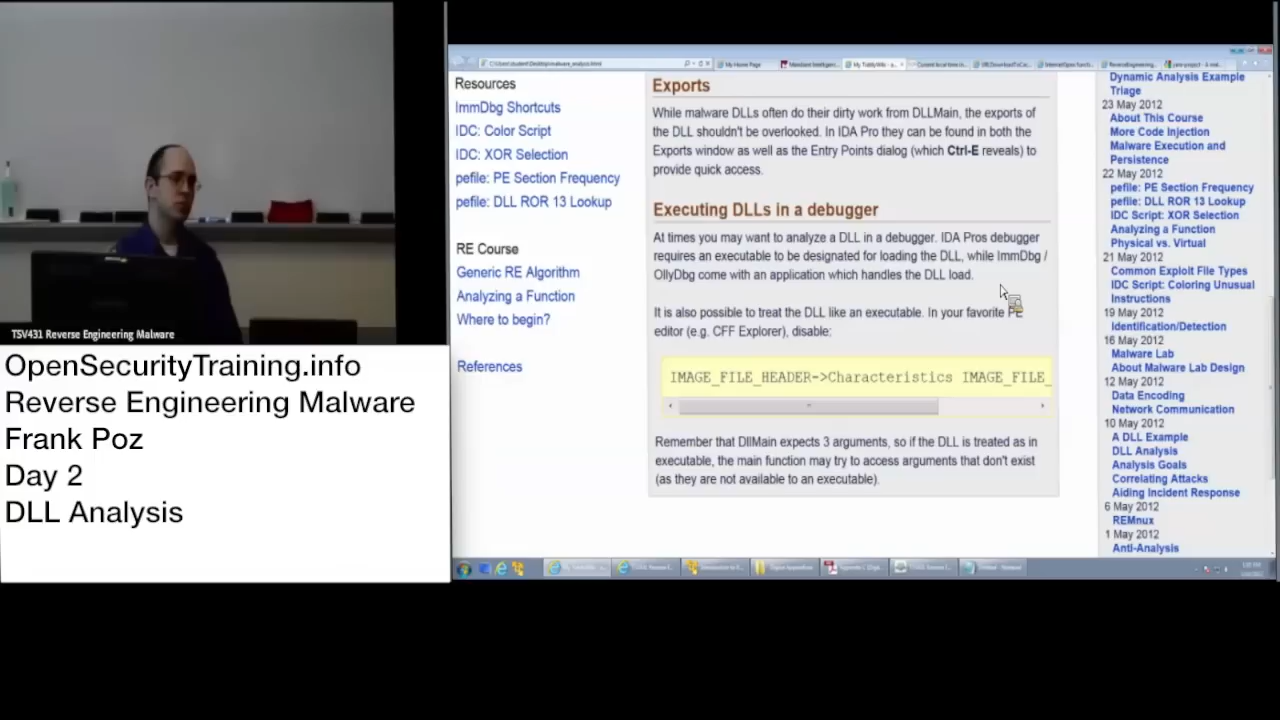 TSV431 Reverse Engineering Malware
OpenSecurityTraining.info
Reverse Engineering Malware
Frank Poz
Day 2
DLL Analysis
My Home Page
Resources
ImmDbg Shortcuts
IDC: Color Script
IDC: XOR Selection
pefile: PE Section Frequency
pefile: DLL ROR 13 Lookup
RE Course
Generic RE Algorithm
Analyzing a Function
Where to begin?
References
Exports
While malware DLLs often do their dirty work from DLLMain, the exports of
the DLL shouldn't be overlooked. In IDA Pro they can be found in both the
Exports window as well as the Entry Points dialog (which Ctrl-E reveals) to
provide quick access.
Executing DLLs in a debugger
At times you may want to analyze a DLL in a debugger. IDA Pros debugger
requires an executable to be designated for loading the DLL, while ImmDbg /
OllyDbg come with an application which handles the DLL load.
It is also possible to treat the DLL like an executable. In your favorite PE
editor (e.g. CFF Explorer), disable:
IMAGE_FILE_HEADER->Characteristics IMAGE_FILE_
Remember that DllMain expects 3 arguments, so if the DLL is treated as in
executable, the main function may try to access arguments that don't exist
(as they are not available to an executable).
Dynamic Analysis Example
Triage
23 May 2012
About This Course
More Code Injection
Malware Execution and
Persistence
22 May 2012
pefile: PE Section Frequency
pefile: DLL ROR 13 Lookup
IDC Script: XOR Selection
Analyzing a Function
Physical vs. Virtual
21 May 2012
Common Exploit File Types
IDC Script: Coloring Unusual
Instructions
19 May 2012
Identification/Detection
16 May 2012
Malware Lab
About Malware Lab Design
12 May 2012
Data Encoding
Network Communication
10 May 2012
A DLL Example
DLL Analysis
Analysis Goals
Correlating Attacks
Aiding Incident Response
6 May 2012
REMnux
1 May 2012
Anti-Analysis